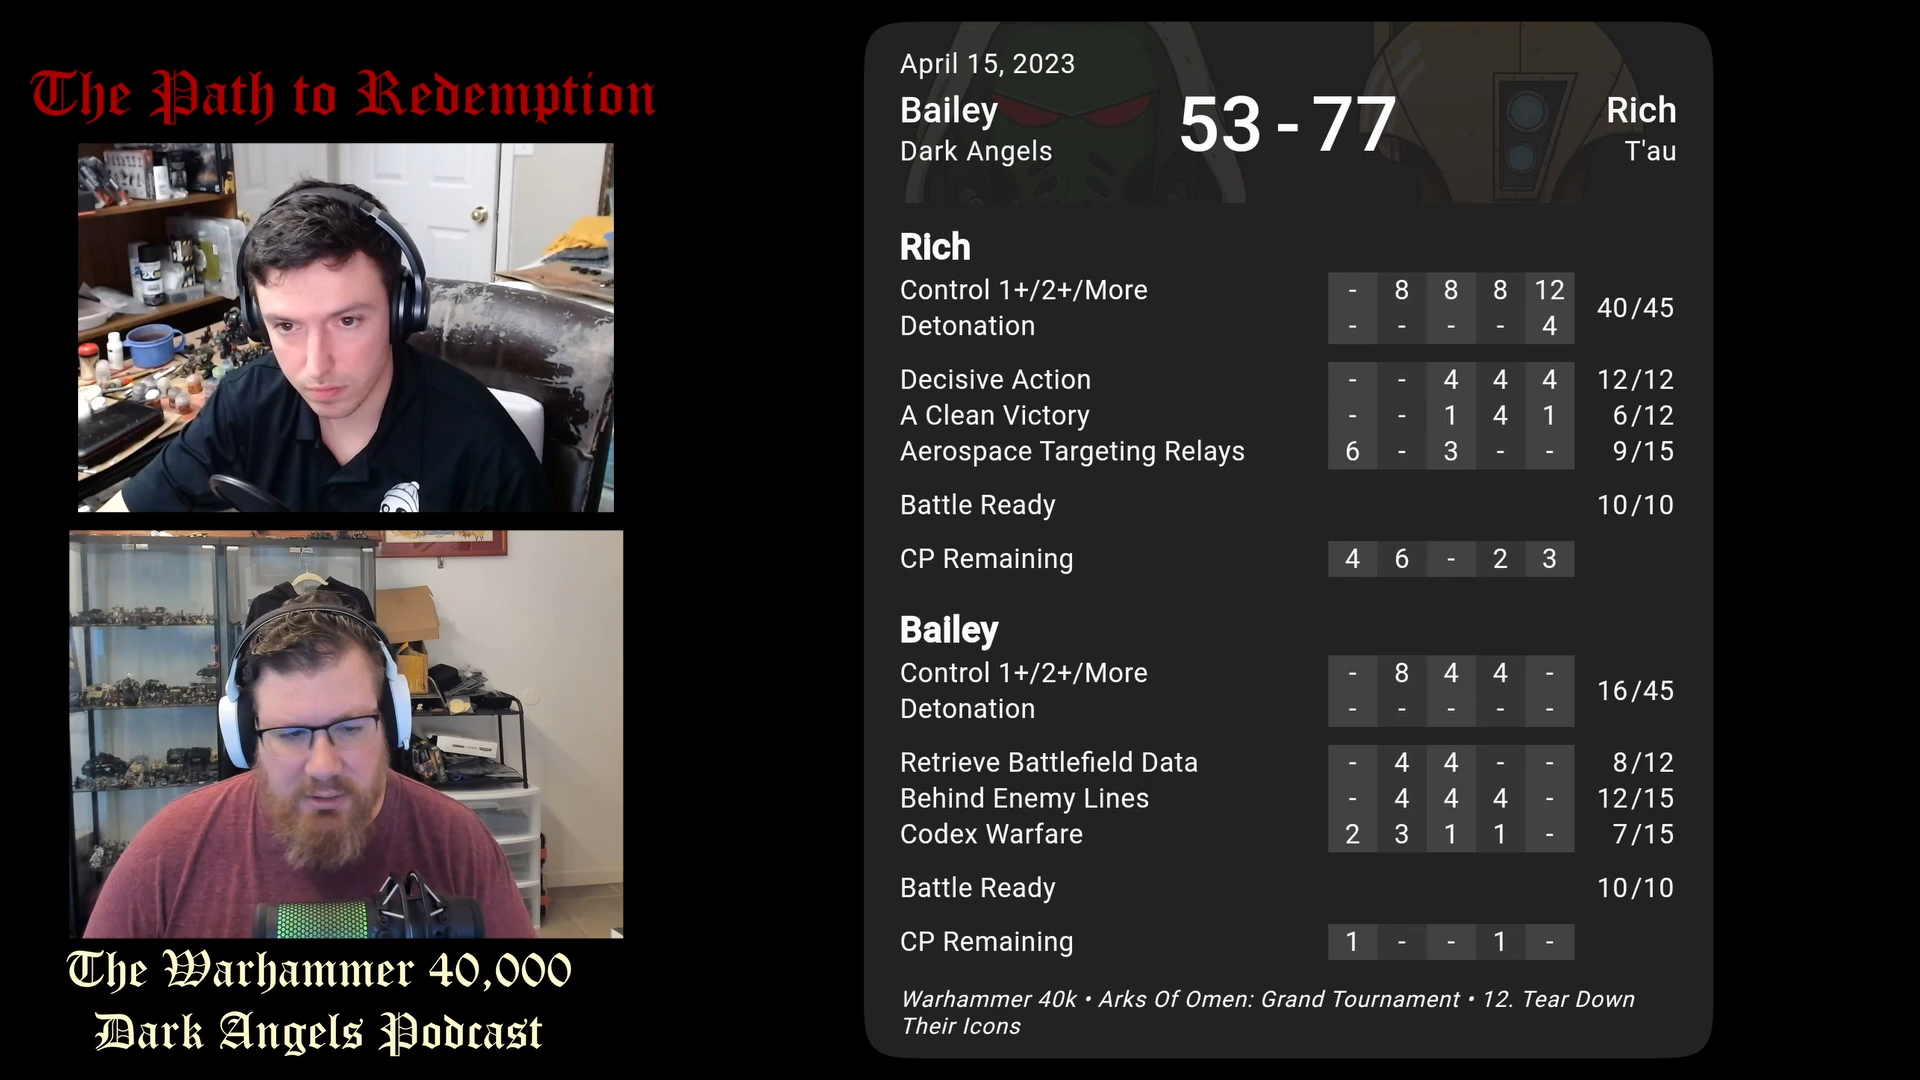 The Path to Redemption
The Warhammer 40,000
Dark Angels Podcast
April 15, 2023
Bailey 53-77 Rich
Dark Angels T'au
Rich
Control 1+/2+/More - 8 8 8 12 40/45
Detonation - - - - 4
Decisive Action - - 4 4 4 12/12
A Clean Victory - - 1 4 1 6/12
Aerospace Targeting Relays 6 - 3 - - 9/15
Battle Ready 10/10
CP Remaining 4 6 - 2 3
Bailey
Control 1+/2+/More - 8 4 4 - 16/45
Detonation - - - - -
Retrieve Battlefield Data - 4 4 - - 8/12
Behind Enemy Lines - 4 4 4 - 12/15
Codex Warfare 2 3 1 1 - 7/15
Battle Ready 10/10
CP Remaining 1 - - 1 -
Warhammer 40k • Arks Of Omen: Grand Tournament • 12. Tear Down
Their Icons